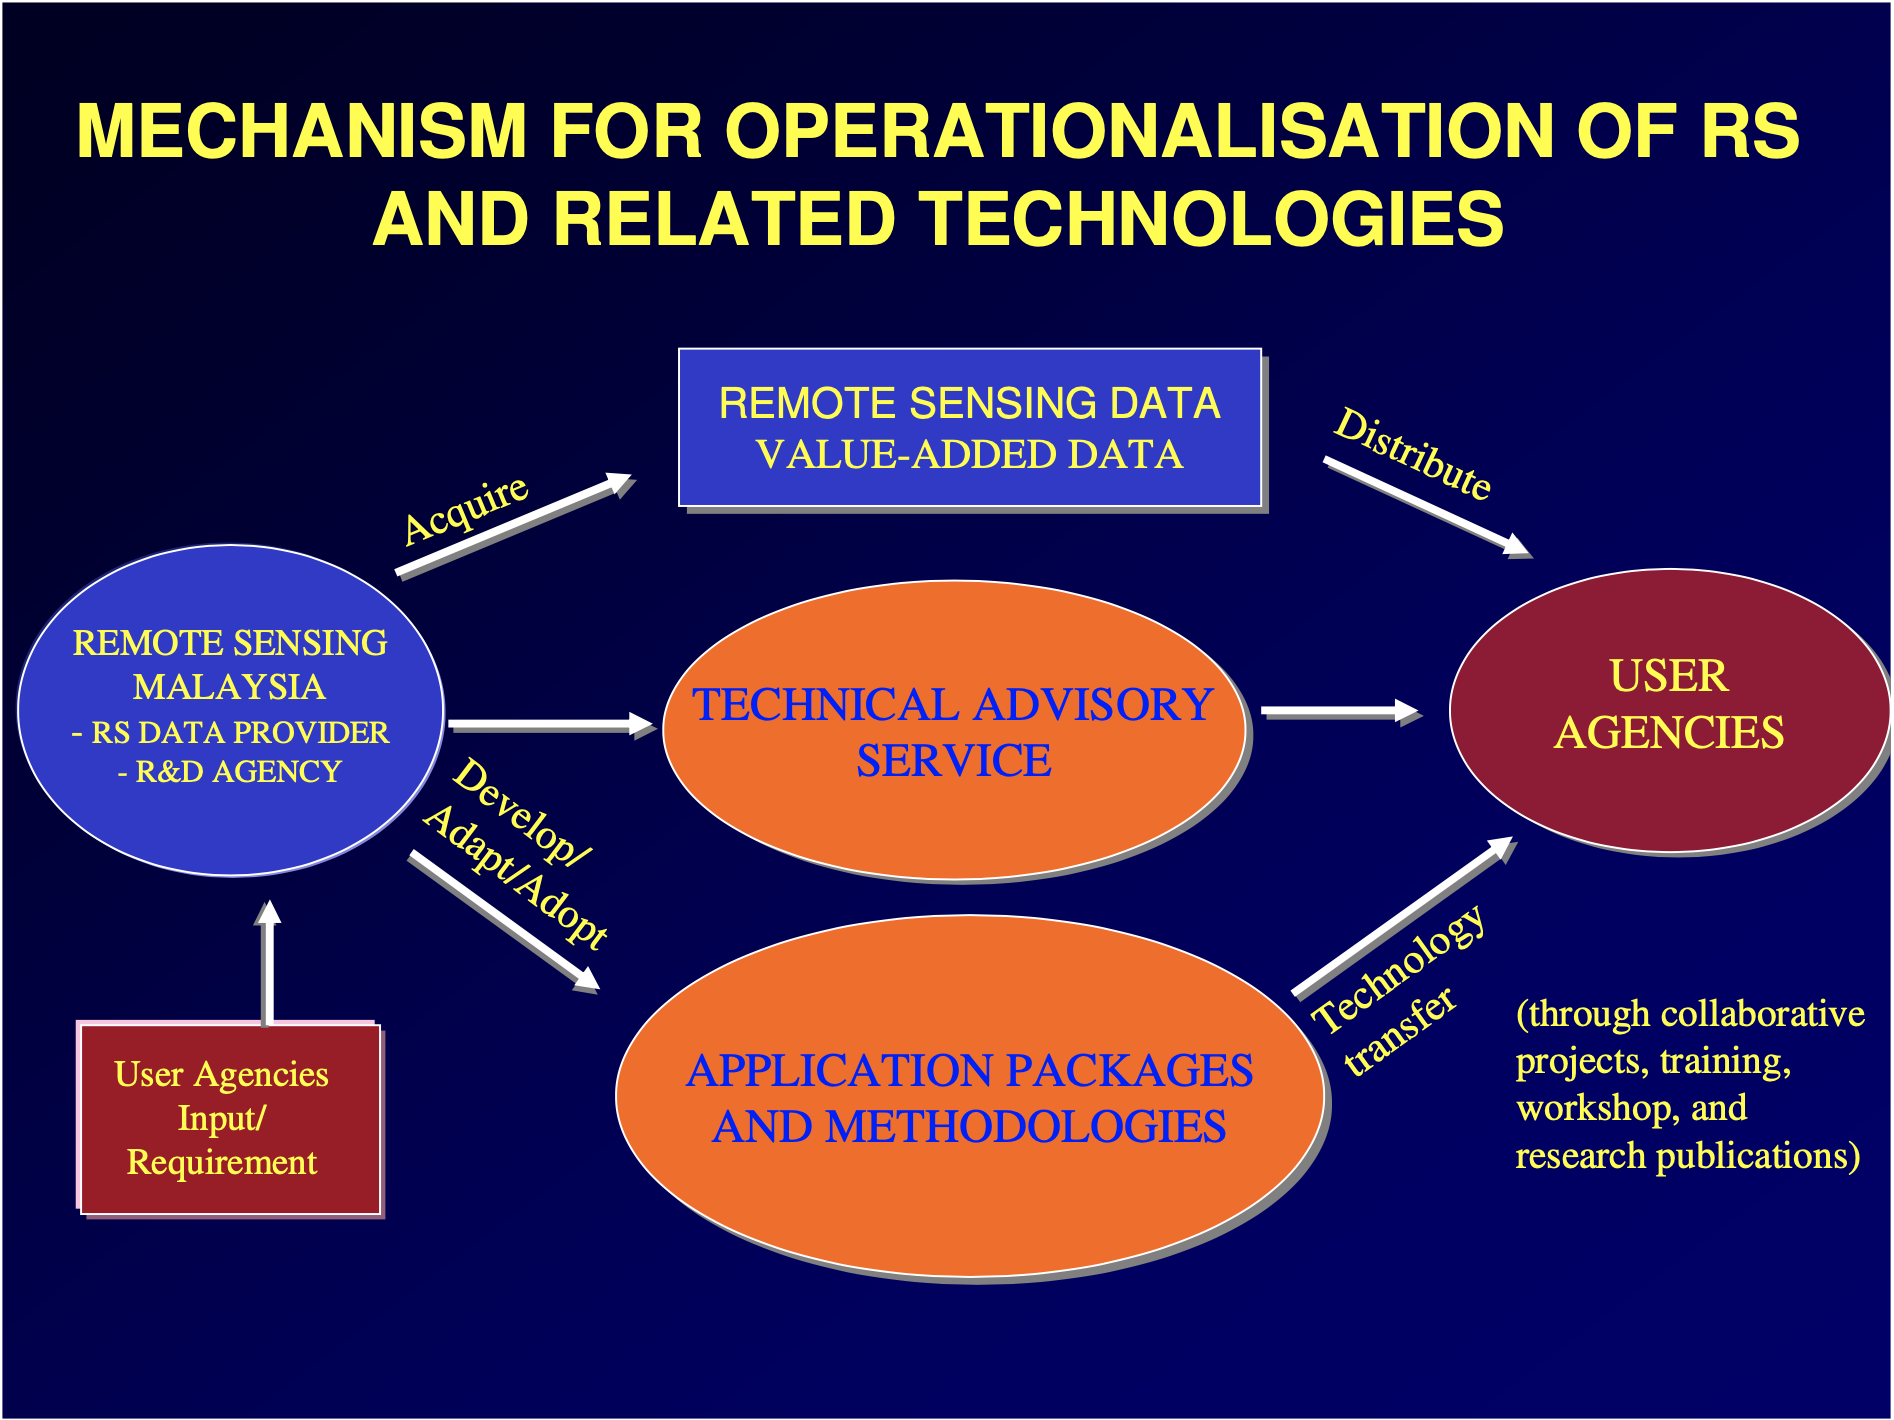 MECHANISM FOR OPERATIONALISATION OF RS
AND RELATED TECHNOLOGIES
REMOTE SENSING DATA
VALUE-ADDED DATA
Acquire
Distribute
REMOTE SENSING
MALAYSIA
- RS DATA PROVIDER
- R&D AGENCY
TECHNICAL ADVISORY
SERVICE
USER
AGENCIES
Develop/
Adapt/Adopt
Technology
transfer
(through collaborative
projects, training,
workshop, and
research publications)
User Agencies
Input/
Requirement
APPLICATION PACKAGES
AND METHODOLOGIES